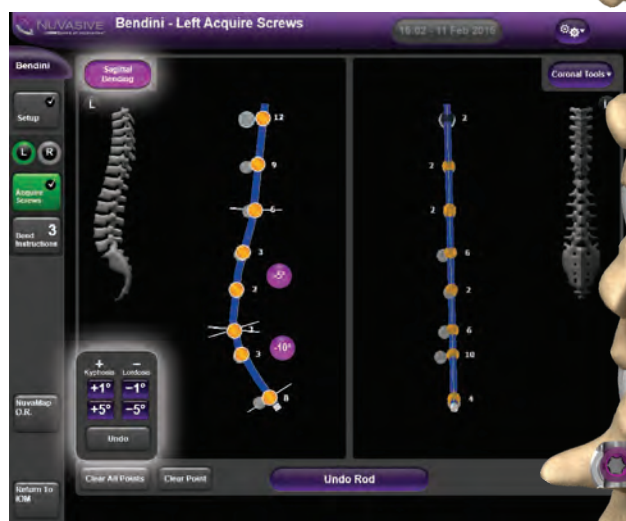 NUVASIVE
Bendini - Left Acquire Screws
16:02 - 11 Feb 2016
Bendini
Sagittal
Bending
Coronal Tools
L
Setup
L R
Acquire
Screws
Bend 3
Instructions
12
9
6
3
2
3
8
-5°
-10°
2
2
2
6
2
6
10
4
+ −
Kyphosis Lordosis
+1° −1°
+5° −5°
Undo
NuvaMap
O.R.
Clear All Points
Clear Point
Undo Rod
Return To
IOM